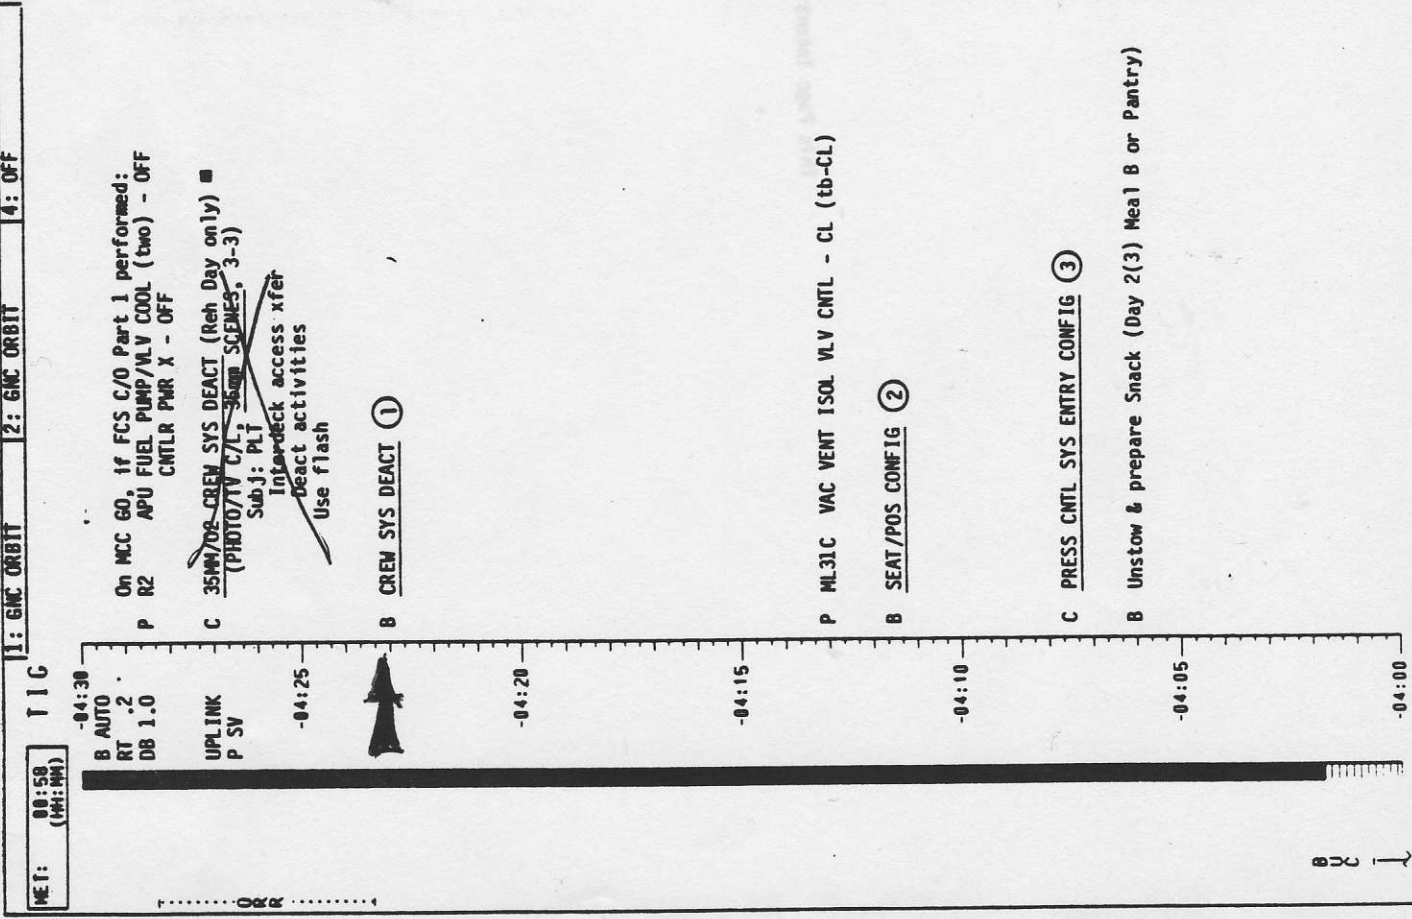 MET: 00:58
(HH:MM)
TIG
1: GNC ORBIT 2: GNC ORBIT 4: OFF
-04:30
B AUTO
RT .2
DB 1.0
UPLINK
P SV
-04:25
-04:20
-04:15
-04:10
-04:05
-04:00
On MCC GO, if FCS C/O Part 1 performed:
P R2 APU FUEL PUMP/VLV COOL (two) - OFF
CNTLR PWR X - OFF
C 35MM/02 CREW SYS DEACT (Reh Day only)
(PHOTO/TV C/L, 35mm SCENES, 3-3)
Subj: PLT
Interdeck access xfer
Deact activities
Use flash
B CREW SYS DEACT 1
P ML31C VAC VENT ISOL VLV CNTL - CL (tb-CL)
B SEAT/POS CONFIG 2
C PRESS CNTL SYS ENTRY CONFIG 3
B Unstow & prepare Snack (Day 2(3) Meal B or Pantry)
ORR
BUC